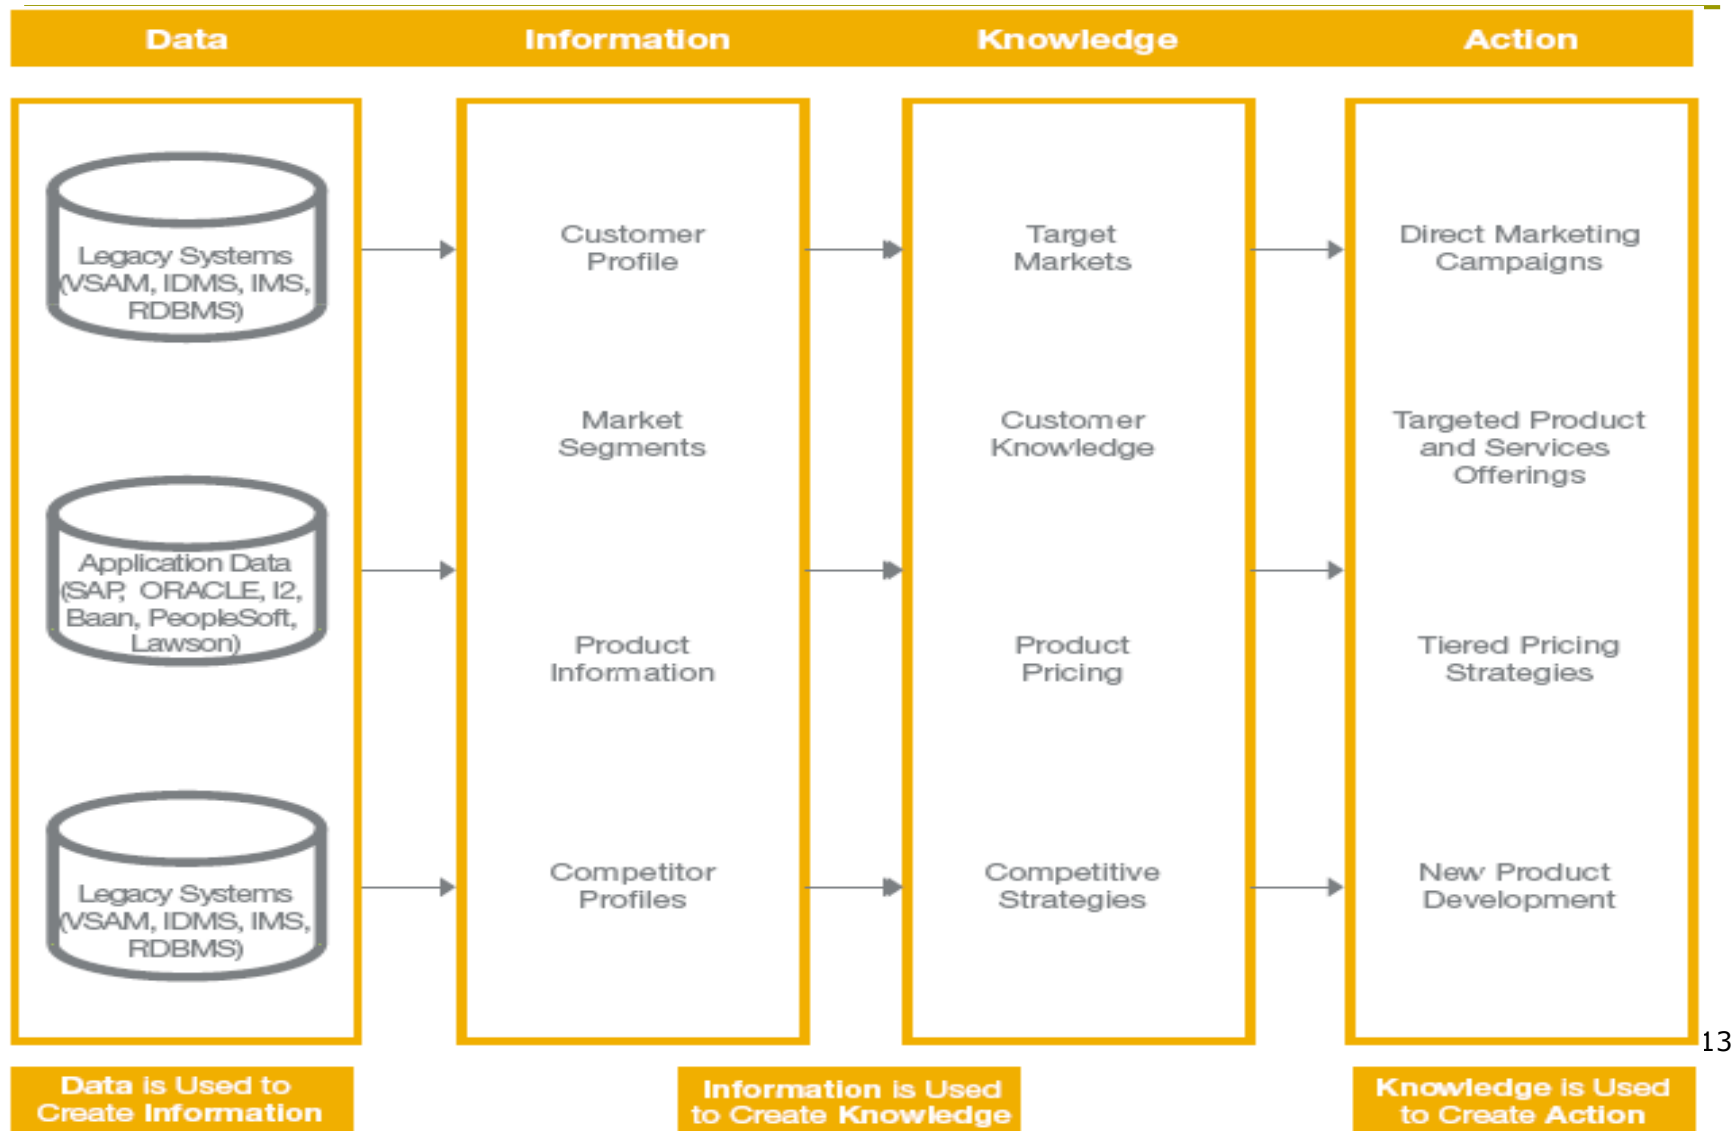 Data
Information
Knowledge
Action
Legacy Systems
(VSAM, IDMS, IMS,
RDBMS)
Application Data
(SAP, ORACLE, I2,
Baan, PeopleSoft,
Lawson)
Legacy Systems
(VSAM, IDMS, IMS,
RDBMS)
Customer
Profile
Market
Segments
Product
Information
Competitor
Profiles
Target
Markets
Customer
Knowledge
Product
Pricing
Competitive
Strategies
Direct Marketing
Campaigns
Targeted Product
and Services
Offerings
Tiered Pricing
Strategies
New Product
Development
13
Data is Used to
Create Information
Information is Used
to Create Knowledge
Knowledge is Used
to Create Action